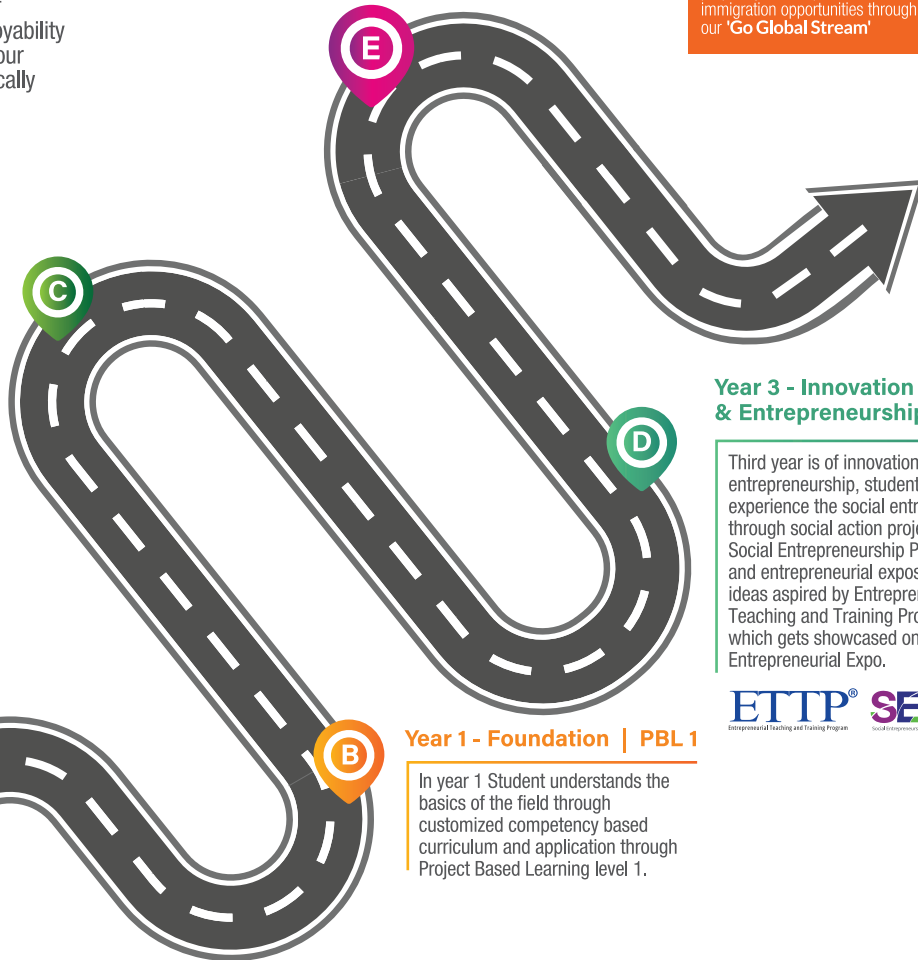 yability
our
cally
immigration opportunities through
our 'Go Global Stream'
E
C
D
B
Year 3 - Innovation
& Entrepreneurship
Third year is of innovation
entrepreneurship, student
experience the social entr
through social action proje
Social Entrepreneurship P
and entrepreneurial expos
ideas aspired by Entrepren
Teaching and Training Pro
which gets showcased on
Entrepreneurial Expo.
ETTP®
Entrepreneurial Teaching and Training Program
SE
Social Entrepreneurs
Year 1 - Foundation | PBL 1
In year 1 Student understands the
basics of the field through
customized competency based
curriculum and application through
Project Based Learning level 1.